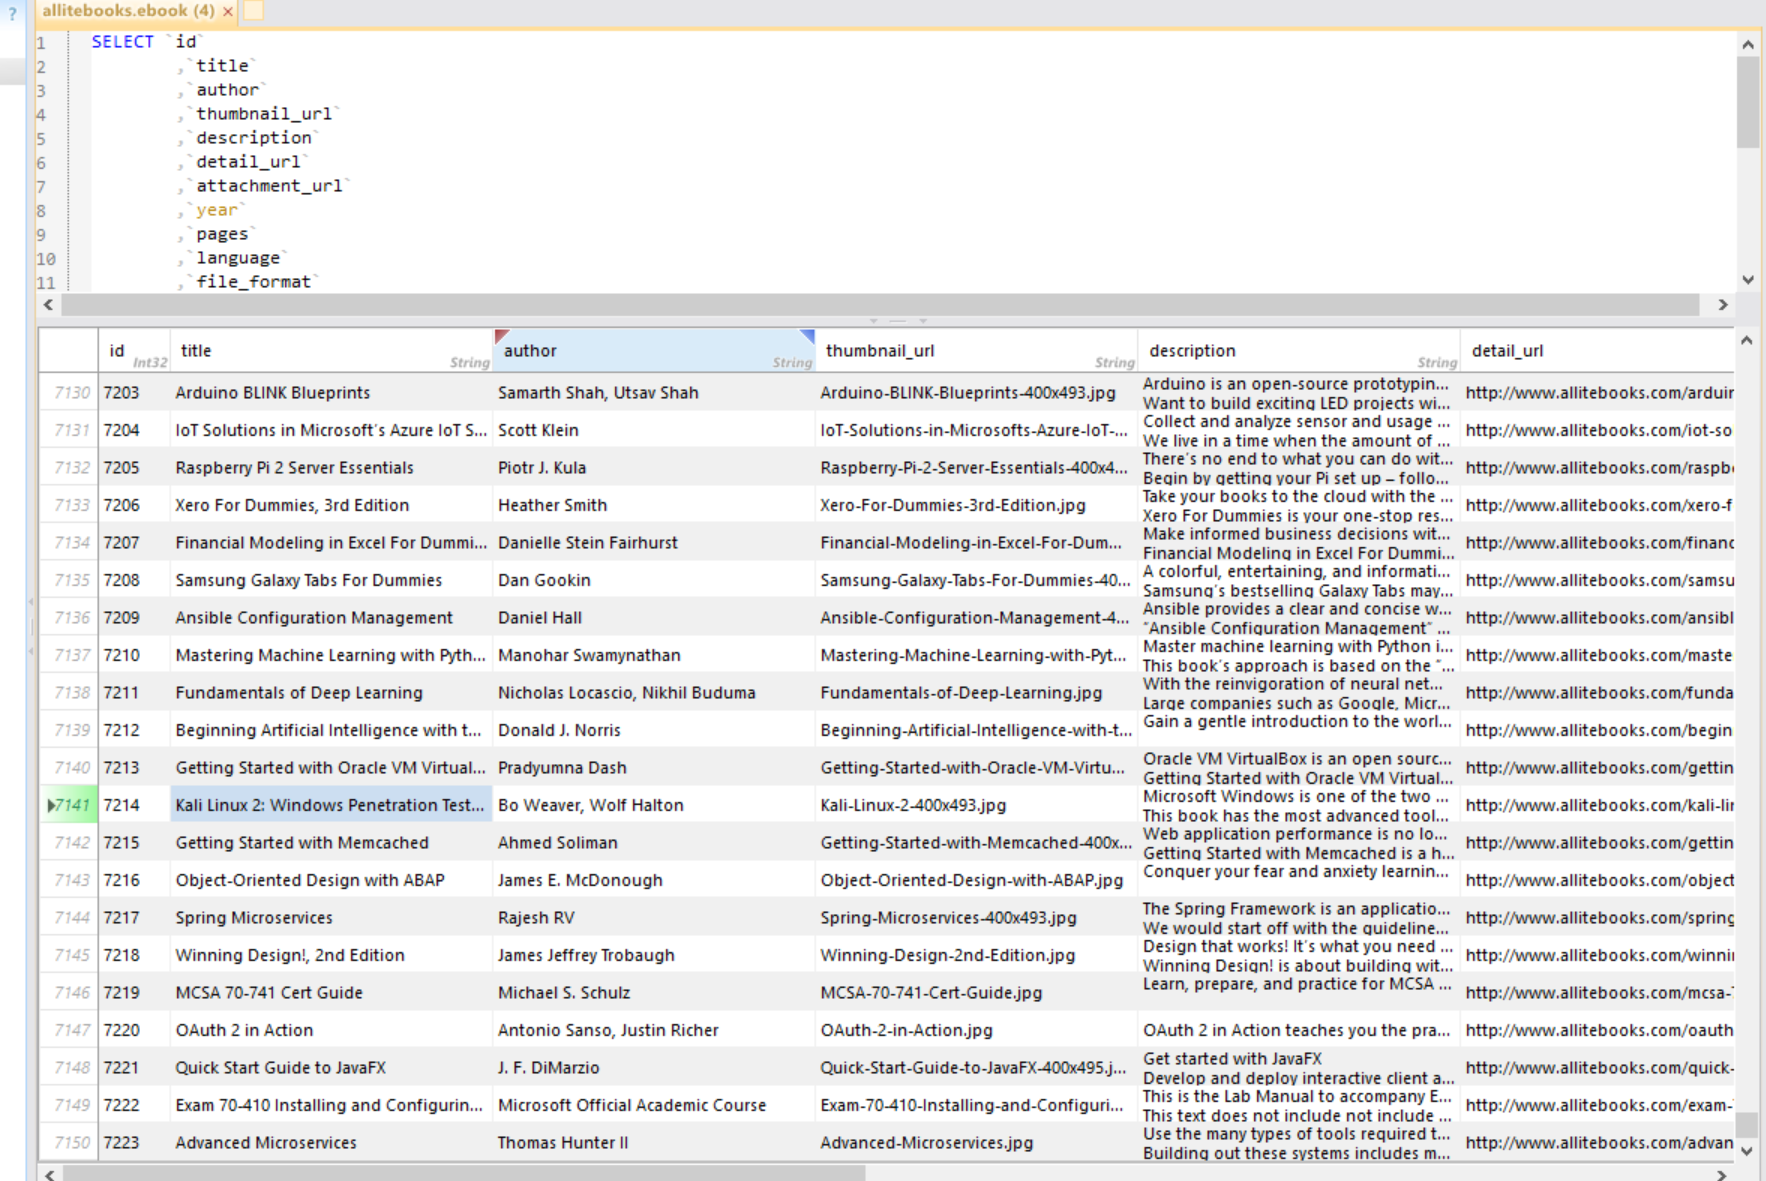 ?
allitebooks.ebook (4) ×
1 SELECT `id`
2 ,`title`
3 ,`author`
4 ,`thumbnail_url`
5 ,`description`
6 ,`detail_url`
7 ,`attachment_url`
8 ,`year`
9 ,`pages`
10 ,`language`
11 ,`file_format`
id Int32 title String author String thumbnail_url String description String detail_url
7130 7203 Arduino BLINK Blueprints Samarth Shah, Utsav Shah Arduino-BLINK-Blueprints-400x493.jpg Arduino is an open-source prototypin... http://www.allitebooks.com/arduin
Want to build exciting LED projects wi...
7131 7204 IoT Solutions in Microsoft's Azure IoT S... Scott Klein IoT-Solutions-in-Microsofts-Azure-IoT-... Collect and analyze sensor and usage ... http://www.allitebooks.com/iot-so
We live in a time when the amount of ...
7132 7205 Raspberry Pi 2 Server Essentials Piotr J. Kula Raspberry-Pi-2-Server-Essentials-400x4... There's no end to what you can do wit... http://www.allitebooks.com/raspb
Begin by getting your Pi set up – follo...
7133 7206 Xero For Dummies, 3rd Edition Heather Smith Xero-For-Dummies-3rd-Edition.jpg Take your books to the cloud with the ... http://www.allitebooks.com/xero-f
Xero For Dummies is your one-stop res...
7134 7207 Financial Modeling in Excel For Dummi... Danielle Stein Fairhurst Financial-Modeling-in-Excel-For-Dum... Make informed business decisions wit... http://www.allitebooks.com/financ
Financial Modeling in Excel For Dummi...
7135 7208 Samsung Galaxy Tabs For Dummies Dan Gookin Samsung-Galaxy-Tabs-For-Dummies-40... A colorful, entertaining, and informati... http://www.allitebooks.com/samsu
Samsung's bestselling Galaxy Tabs may...
7136 7209 Ansible Configuration Management Daniel Hall Ansible-Configuration-Management-4... Ansible provides a clear and concise w... http://www.allitebooks.com/ansibl
"Ansible Configuration Management" ...
7137 7210 Mastering Machine Learning with Pyth... Manohar Swamynathan Mastering-Machine-Learning-with-Pyt... Master machine learning with Python i... http://www.allitebooks.com/maste
This book's approach is based on the "...
7138 7211 Fundamentals of Deep Learning Nicholas Locascio, Nikhil Buduma Fundamentals-of-Deep-Learning.jpg With the reinvigoration of neural net... http://www.allitebooks.com/funda
Large companies such as Google, Micr...
7139 7212 Beginning Artificial Intelligence with t... Donald J. Norris Beginning-Artificial-Intelligence-with-t... Gain a gentle introduction to the worl... http://www.allitebooks.com/begin
7140 7213 Getting Started with Oracle VM Virtual... Pradyumna Dash Getting-Started-with-Oracle-VM-Virtu... Oracle VM VirtualBox is an open sourc... http://www.allitebooks.com/gettin
Getting Started with Oracle VM Virtual...
7141 7214 Kali Linux 2: Windows Penetration Test... Bo Weaver, Wolf Halton Kali-Linux-2-400x493.jpg Microsoft Windows is one of the two ... http://www.allitebooks.com/kali-lin
This book has the most advanced tool...
7142 7215 Getting Started with Memcached Ahmed Soliman Getting-Started-with-Memcached-400x... Web application performance is no lo... http://www.allitebooks.com/gettin
Getting Started with Memcached is a h...
7143 7216 Object-Oriented Design with ABAP James E. McDonough Object-Oriented-Design-with-ABAP.jpg Conquer your fear and anxiety learnin... http://www.allitebooks.com/object
7144 7217 Spring Microservices Rajesh RV Spring-Microservices-400x493.jpg The Spring Framework is an applicatio... http://www.allitebooks.com/spring
We would start off with the guideline...
7145 7218 Winning Design!, 2nd Edition James Jeffrey Trobaugh Winning-Design-2nd-Edition.jpg Design that works! It's what you need ... http://www.allitebooks.com/winni
Winning Design! is about building wit...
7146 7219 MCSA 70-741 Cert Guide Michael S. Schulz MCSA-70-741-Cert-Guide.jpg Learn, prepare, and practice for MCSA ... http://www.allitebooks.com/mcsa-
7147 7220 OAuth 2 in Action Antonio Sanso, Justin Richer OAuth-2-in-Action.jpg OAuth 2 in Action teaches you the pra... http://www.allitebooks.com/oauth
7148 7221 Quick Start Guide to JavaFX J. F. DiMarzio Quick-Start-Guide-to-JavaFX-400x495.j... Get started with JavaFX http://www.allitebooks.com/quick-
Develop and deploy interactive client a...
7149 7222 Exam 70-410 Installing and Configurin... Microsoft Official Academic Course Exam-70-410-Installing-and-Configuri... This is the Lab Manual to accompany E... http://www.allitebooks.com/exam-
This text does not include not include ...
7150 7223 Advanced Microservices Thomas Hunter II Advanced-Microservices.jpg Use the many types of tools required t... http://www.allitebooks.com/advan
Building out these systems includes m...